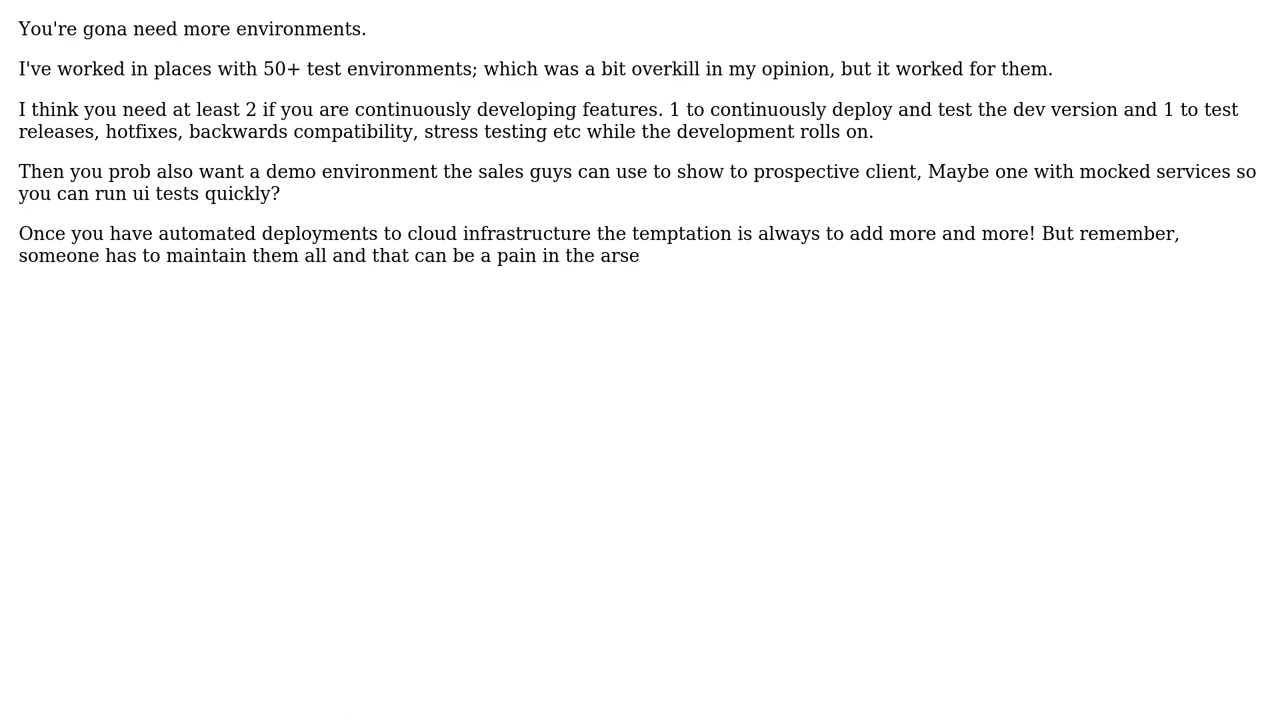 You're gona need more environments.
I've worked in places with 50+ test environments; which was a bit overkill in my opinion, but it worked for them.
I think you need at least 2 if you are continuously developing features. 1 to continuously deploy and test the dev version and 1 to test
releases, hotfixes, backwards compatibility, stress testing etc while the development rolls on.
Then you prob also want a demo environment the sales guys can use to show to prospective client, Maybe one with mocked services so
you can run ui tests quickly?
Once you have automated deployments to cloud infrastructure the temptation is always to add more and more! But remember,
someone has to maintain them all and that can be a pain in the arse